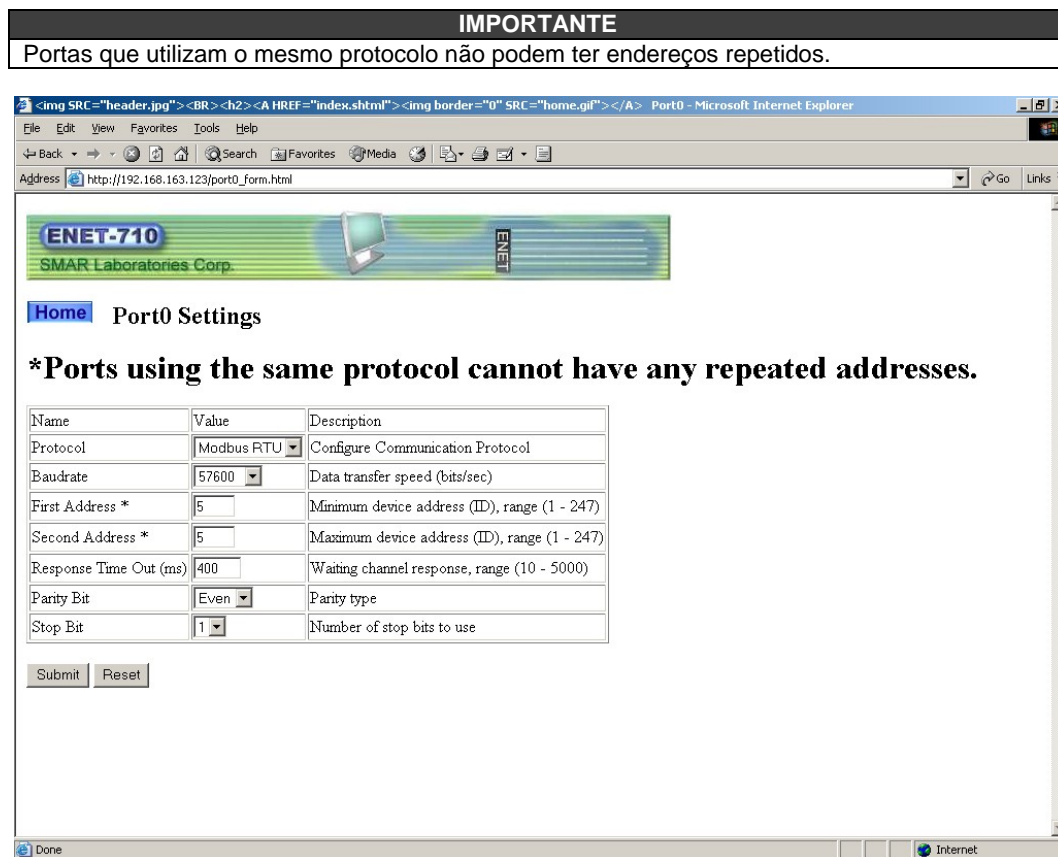 IMPORTANTE
Portas que utilizam o mesmo protocolo não podem ter endereços repetidos.
<img SRC="header.jpg"><BR><h2><A HREF="index.shtml"><img border="0" SRC="home.gif"></A> Port0 - Microsoft Internet Explorer
File Edit View Favorites Tools Help
Back Search Favorites Media
Address http://192.168.163.123/port0_form.html Go Links
ENET-710
SMAR Laboratories Corp.
ENET
Home Port0 Settings
*Ports using the same protocol cannot have any repeated addresses.
Name Value Description
Protocol Modbus RTU Configure Communication Protocol
Baudrate 57600 Data transfer speed (bits/sec)
First Address * 5 Minimum device address (ID), range (1 - 247)
Second Address * 5 Maximum device address (ID), range (1 - 247)
Response Time Out (ms) 400 Waiting channel response, range (10 - 5000)
Parity Bit Even Parity type
Stop Bit 1 Number of stop bits to use
Submit Reset
Done Internet